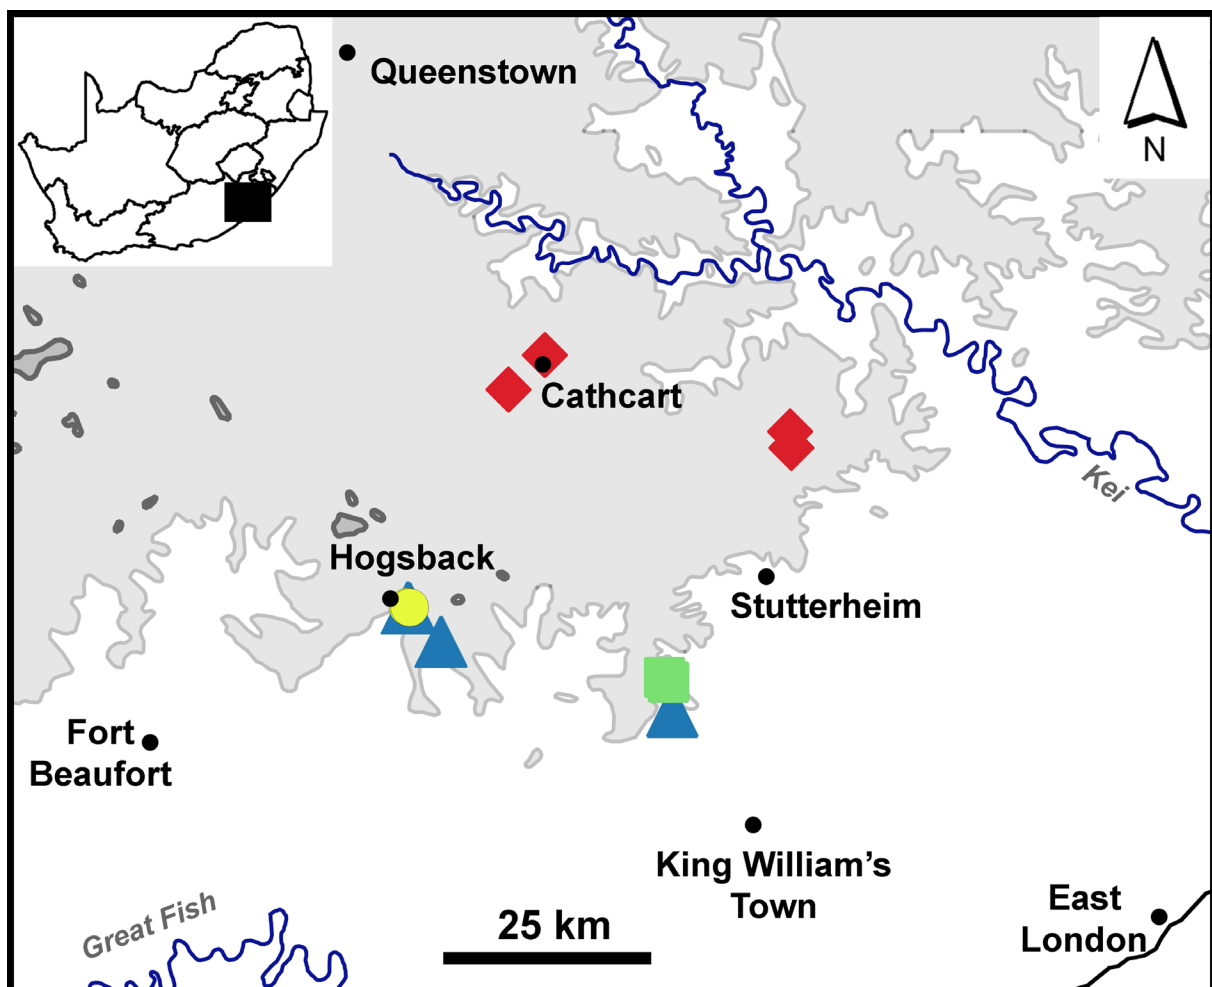 Queenstown
N
Cathcart
Kei
Hogsback
Stutterheim
Fort
Beaufort
King William’s
Town
East
London
Great Fish
25 km